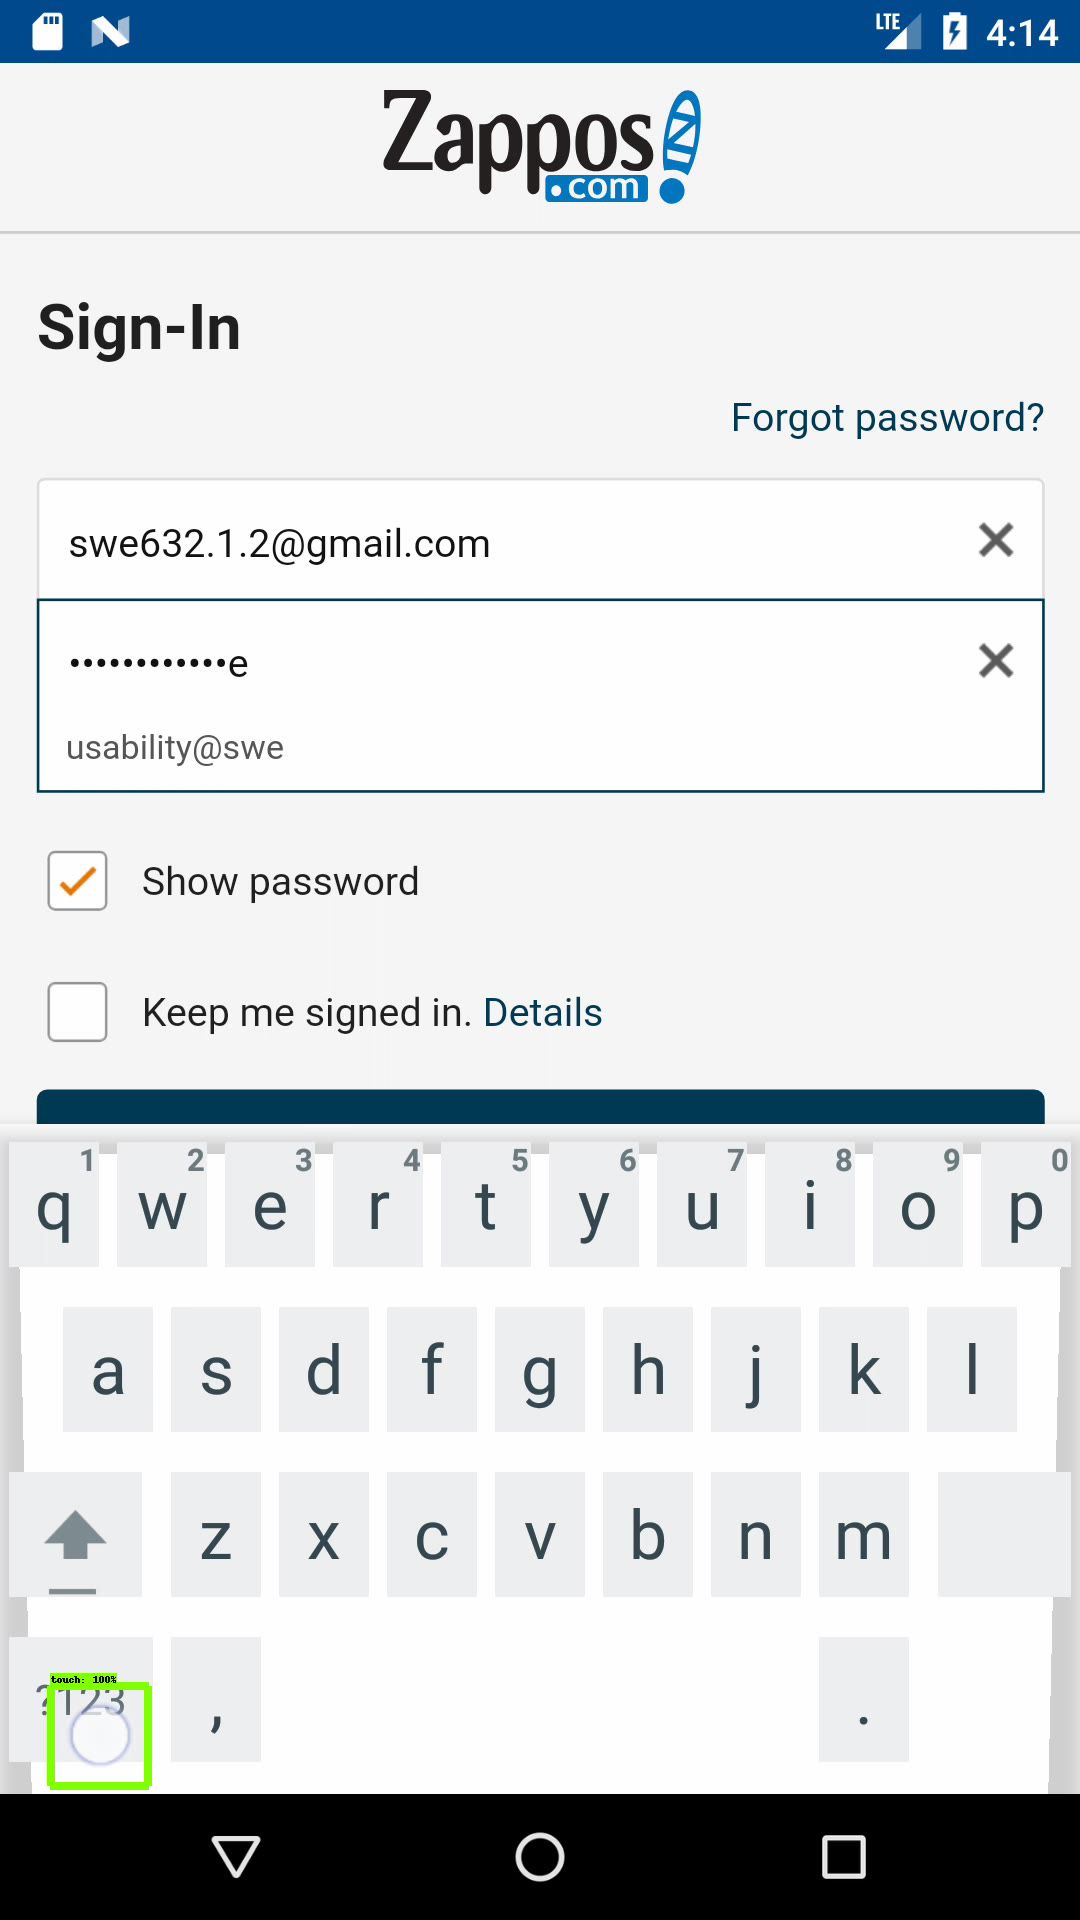 LTE 4:14
Zappos
.com
Sign-In
Forgot password?
swe632.1.2@gmail.com
••••••••••••e
usability@swe
Show password
Keep me signed in. Details
1 2 3 4 5 6 7 8 9 0
q w e r t y u i o p
a s d f g h j k l
z x c v b n m
touch: 100%
?123 , .